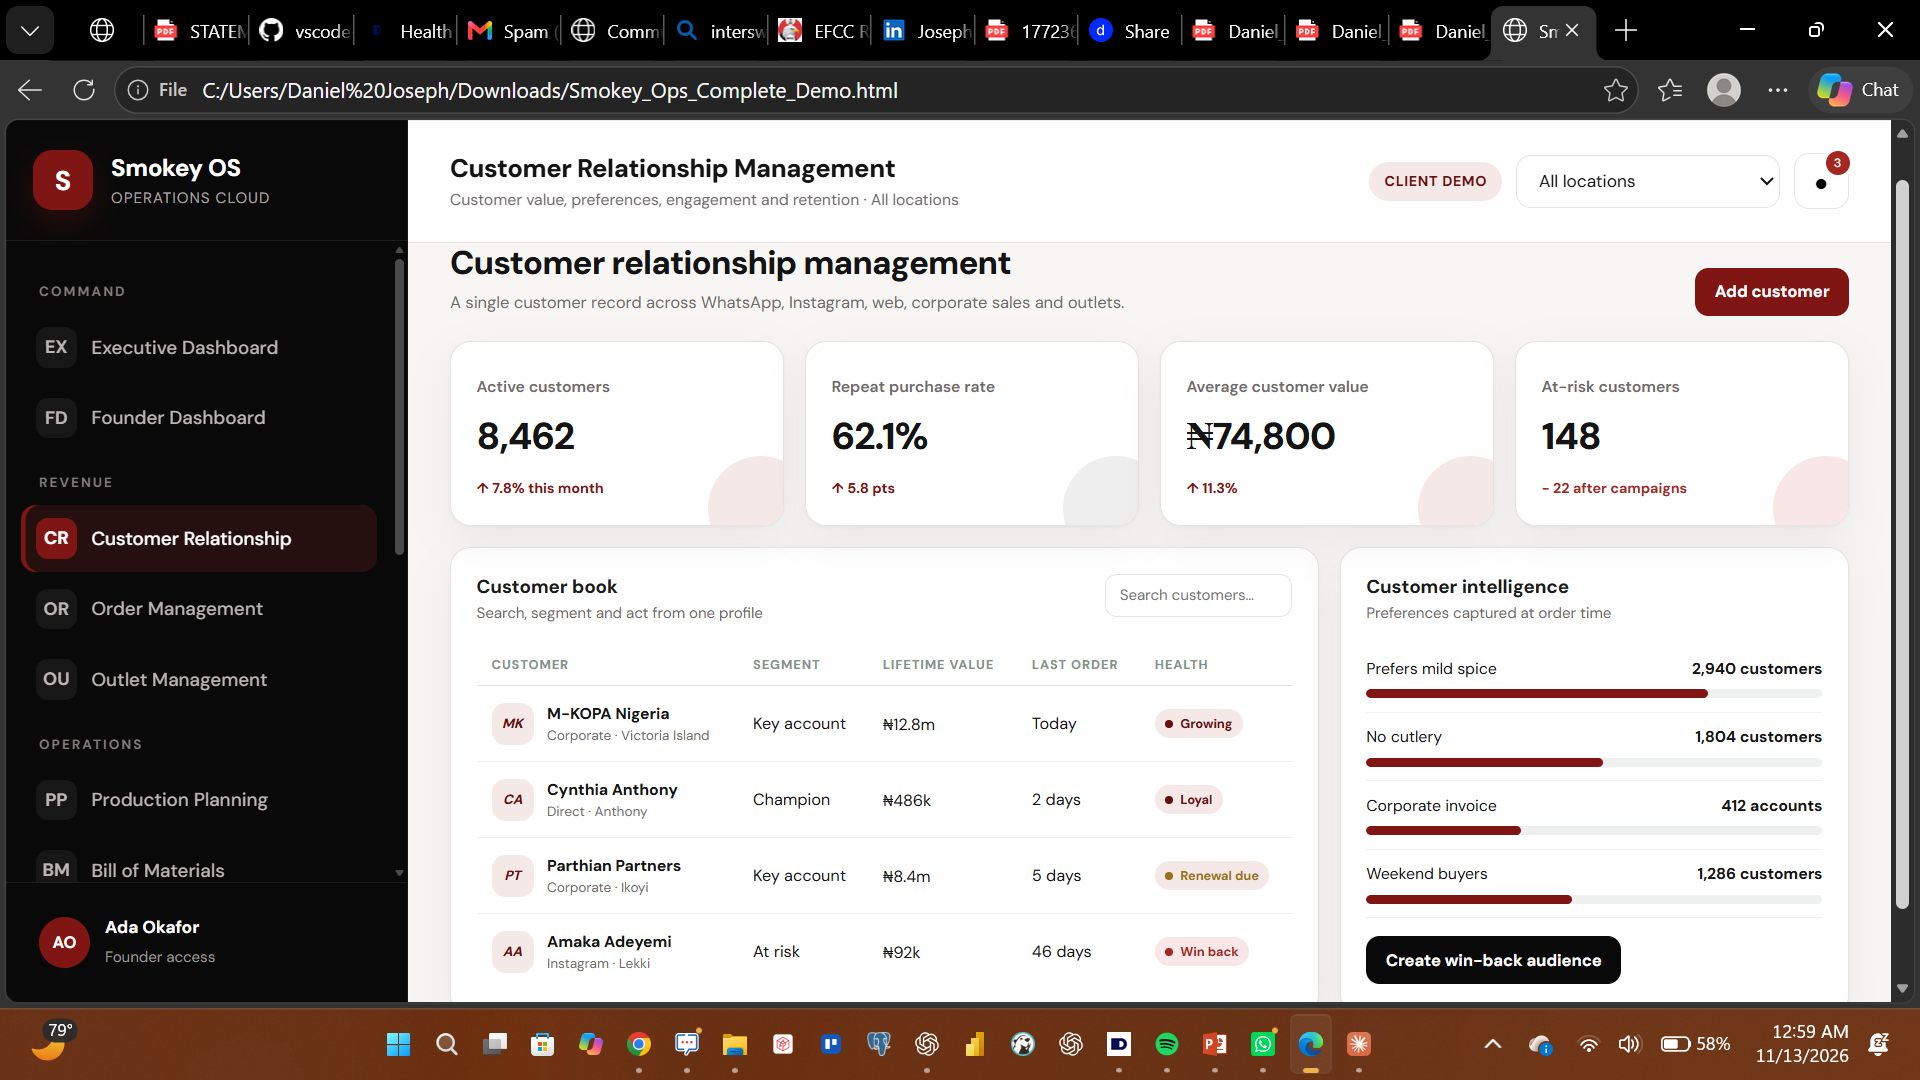 STATEM
vscode
Health
Spam (
Comm
intersw
EFCC R
Joseph
177236
Share
Daniel_
Daniel_
Daniel_
Sm
File C:/Users/Daniel%20Joseph/Downloads/Smokey_Ops_Complete_Demo.html
Chat
S
Smokey OS
OPERATIONS CLOUD
COMMAND
EX Executive Dashboard
FD Founder Dashboard
REVENUE
CR Customer Relationship
OR Order Management
OU Outlet Management
OPERATIONS
PP Production Planning
BM Bill of Materials
AO
Ada Okafor
Founder access
Customer Relationship Management
Customer value, preferences, engagement and retention · All locations
CLIENT DEMO
All locations
3
Customer relationship management
A single customer record across WhatsApp, Instagram, web, corporate sales and outlets.
Add customer
Active customers
8,462
↑ 7.8% this month
Repeat purchase rate
62.1%
↑ 5.8 pts
Average customer value
₦74,800
↑ 11.3%
At-risk customers
148
- 22 after campaigns
Customer book
Search, segment and act from one profile
Search customers...
CUSTOMER SEGMENT LIFETIME VALUE LAST ORDER HEALTH
MK M-KOPA Nigeria Key account ₦12.8m Today Growing
Corporate · Victoria Island
CA Cynthia Anthony Champion ₦486k 2 days Loyal
Direct · Anthony
PT Parthian Partners Key account ₦8.4m 5 days Renewal due
Corporate · Ikoyi
AA Amaka Adeyemi At risk ₦92k 46 days Win back
Instagram · Lekki
Customer intelligence
Preferences captured at order time
Prefers mild spice 2,940 customers
No cutlery 1,804 customers
Corporate invoice 412 accounts
Weekend buyers 1,286 customers
Create win-back audience
79°
58%
12:59 AM
11/13/2026